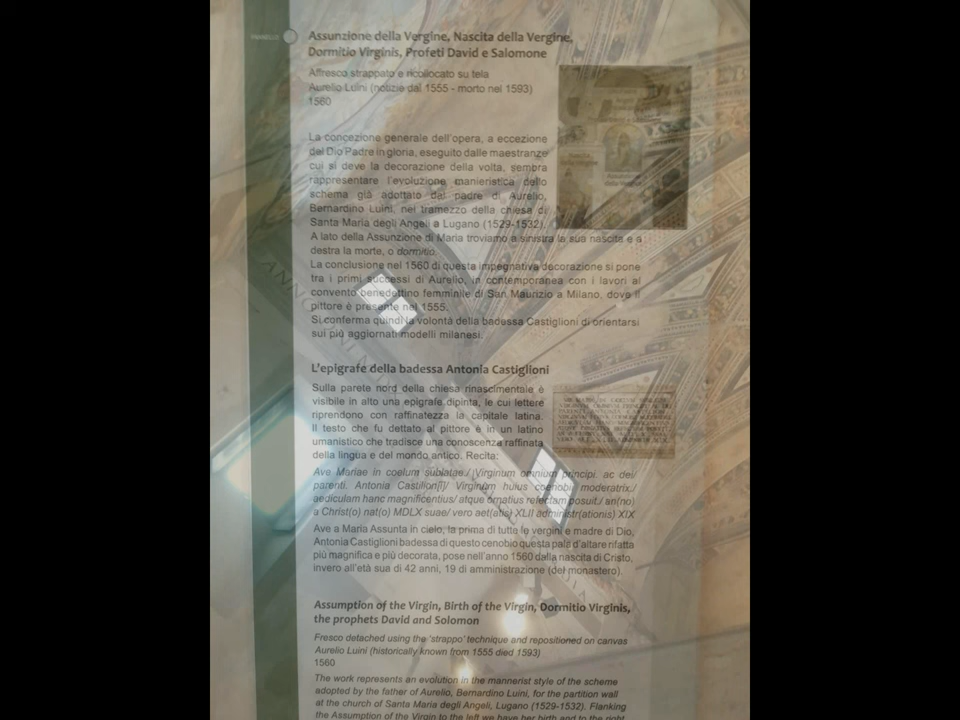 Assunzione della Vergine, Nascita della Vergine,
Dormitio Virginis, Profeti David e Salomone
Affresco strappato e ricollocato su tela
Aurelio Luini (notizie dal 1555 - morto nel 1593)
1560
La concezione generale dell'opera, a eccezione
del Dio Padre in gloria, eseguito dalle maestranze
cui si deve la decorazione della volta, sembra
rappresentare l'evoluzione manieristica dello
schema già adottato dal padre di Aurelio,
Bernardino Luini, nel tramezzo della chiesa di
Santa Maria degli Angeli a Lugano (1529-1532).
A lato della Assunzione di Maria troviamo a sinistra la sua nascita e a
destra la morte, o dormitio.
La conclusione nel 1560 di questa impegnativa decorazione si pone
tra i primi successi di Aurelio, in contemporanea con i lavori al
convento benedettino femminile di San Maurizio a Milano, dove il
pittore è presente nel 1555.
Si conferma quindi la volontà della badessa Castiglioni di orientarsi
sui più aggiornati modelli milanesi.
L'epigrafe della badessa Antonia Castiglioni
Sulla parete nord della chiesa rinascimentale è
visibile in alto una epigrafe dipinta, le cui lettere
riprendono con raffinatezza la capitale latina.
Il testo che fu dettato al pittore è in un latino
umanistico che tradisce una conoscenza raffinata
della lingua e del mondo antico. Recita:
Ave Mariae in coelum sublatae./ Virginum omnium principi. ac dei/
parenti. Antonia Castilion[i]/ Virginum huius coenobii moderatrix./
aediculam hanc magnificentius/ atque ornatius refectam posuit./ an(no)
a Christ(o) nat(o) MDLX suae/ vero aet(atis) XLII administr(ationis) XIX
Ave a Maria Assunta in cielo, la prima di tutte le vergini e madre di Dio,
Antonia Castiglioni badessa di questo cenobio questa pala d'altare rifatta
più magnifica e più decorata, pose nell'anno 1560 dalla nascita di Cristo,
invero all'età sua di 42 anni, 19 di amministrazione (del monastero).
Assumption of the Virgin, Birth of the Virgin, Dormitio Virginis,
the prophets David and Solomon
Fresco detached using the 'strappo' technique and repositioned on canvas
Aurelio Luini (historically known from 1555 died 1593)
1560
The work represents an evolution in the mannerist style of the scheme
adopted by the father of Aurelio, Bernardino Luini, for the partition wall
at the church of Santa Maria degli Angeli, Lugano (1529-1532). Flanking
the Assumption of the Virgin to the left we have her birth and to the right